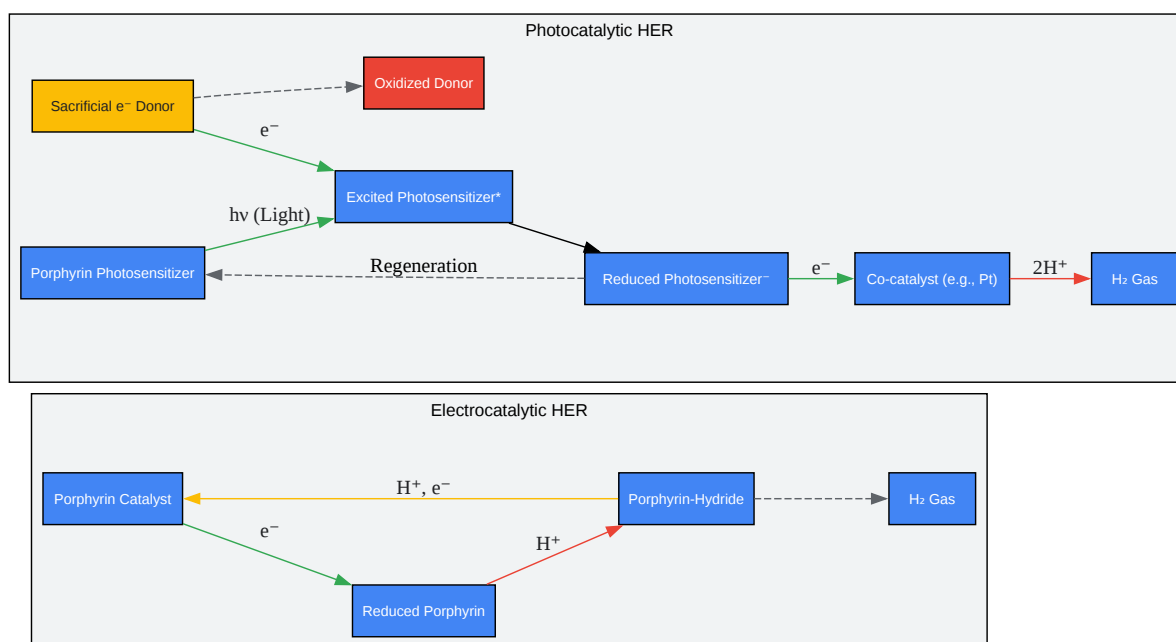 Photocatalytic HER
Oxidized Donor
Sacrificial e⁻ Donor
e⁻
Excited Photosensitizer*
hν (Light)
Porphyrin Photosensitizer
Regeneration
Reduced Photosensitizer⁻
e⁻
Co-catalyst (e.g., Pt)
2H⁺
H₂ Gas
Electrocatalytic HER
Porphyrin Catalyst
H⁺, e⁻
Porphyrin-Hydride
H₂ Gas
e⁻
H⁺
Reduced Porphyrin